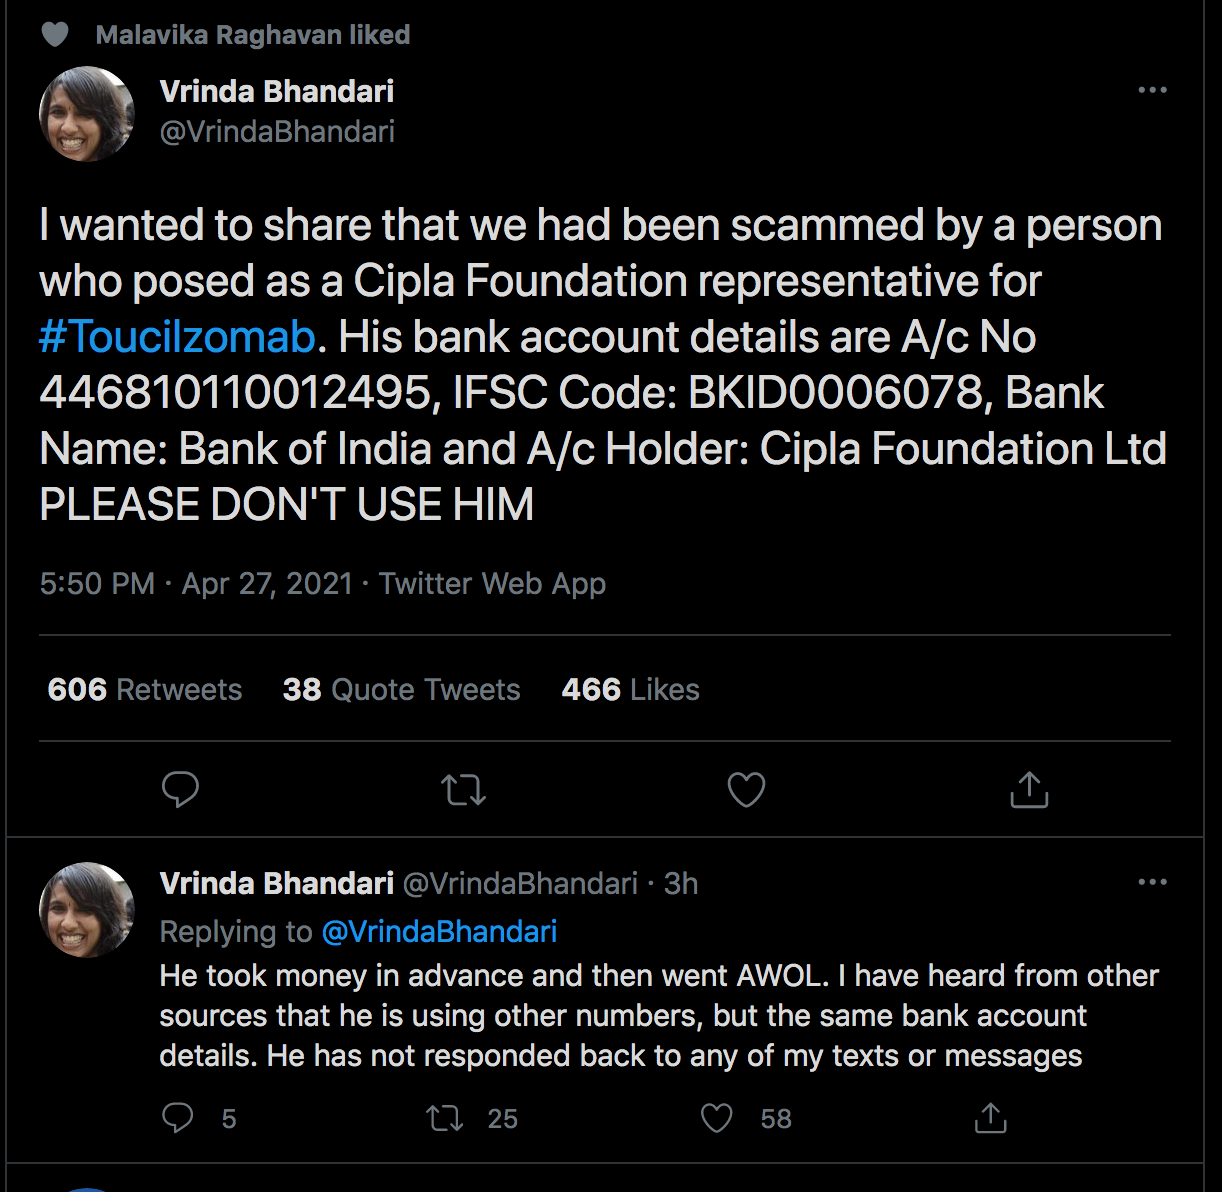 Malavika Raghavan liked
Vrinda Bhandari
@VrindaBhandari
I wanted to share that we had been scammed by a person
who posed as a Cipla Foundation representative for
#Toucilzomab. His bank account details are A/c No
446810110012495, IFSC Code: BKID0006078, Bank
Name: Bank of India and A/c Holder: Cipla Foundation Ltd
PLEASE DON'T USE HIM
5:50 PM · Apr 27, 2021 · Twitter Web App
606 Retweets 38 Quote Tweets 466 Likes
Vrinda Bhandari @VrindaBhandari · 3h
Replying to @VrindaBhandari
He took money in advance and then went AWOL. I have heard from other
sources that he is using other numbers, but the same bank account
details. He has not responded back to any of my texts or messages
5 25 58